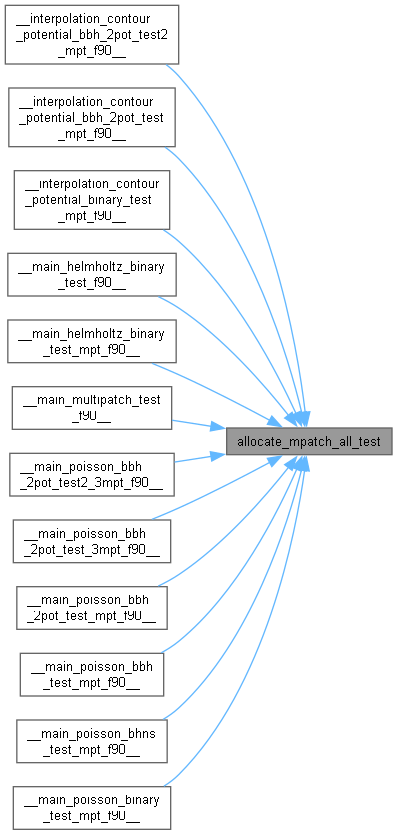 __interpolation_contour
_potential_bbh_2pot_test2
_mpt_f90__
__interpolation_contour
_potential_bbh_2pot_test
_mpt_f90__
__interpolation_contour
_potential_binary_test
_mpt_f90__
__main_helmholtz_binary
_test_f90__
__main_helmholtz_binary
_test_mpt_f90__
__main_multipatch_test
_f90__
allocate_mpatch_all_test
__main_poisson_bbh
_2pot_test2_3mpt_f90__
__main_poisson_bbh
_2pot_test_3mpt_f90__
__main_poisson_bbh
_2pot_test_mpt_f90__
__main_poisson_bbh
_test_mpt_f90__
__main_poisson_bhns
_test_mpt_f90__
__main_poisson_binary
_test_mpt_f90__